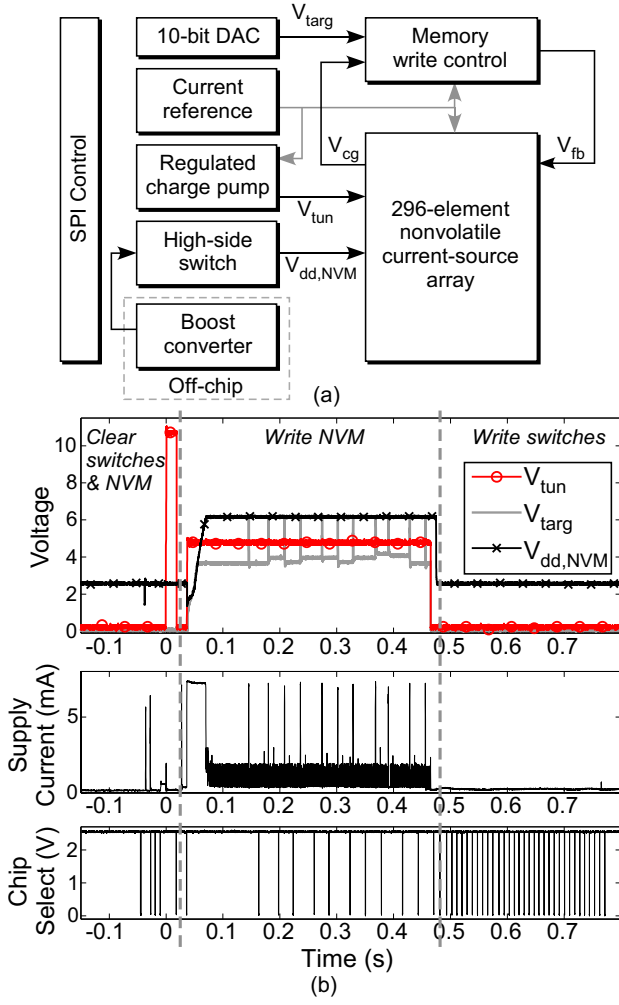 SPI Control
10-bit DAC
V_targ
Memory
write control
Current
reference
V_cg
V_fb
Regulated
charge pump
V_tun
296-element
nonvolatile
current-source
array
High-side
switch
V_dd,NVM
Boost
converter
Off-chip
(a)
Clear
switches
& NVM
Write NVM
Write switches
Voltage
10
8
6
4
2
0
V_tun
V_targ
V_dd,NVM
-0.1 0 0.1 0.2 0.3 0.4 0.5 0.6 0.7
Supply
Current (mA)
5
0
-0.1 0 0.1 0.2 0.3 0.4 0.5 0.6 0.7
Chip
Select (V)
2
1
0
-0.1 0 0.1 0.2 0.3 0.4 0.5 0.6 0.7
Time (s)
(b)